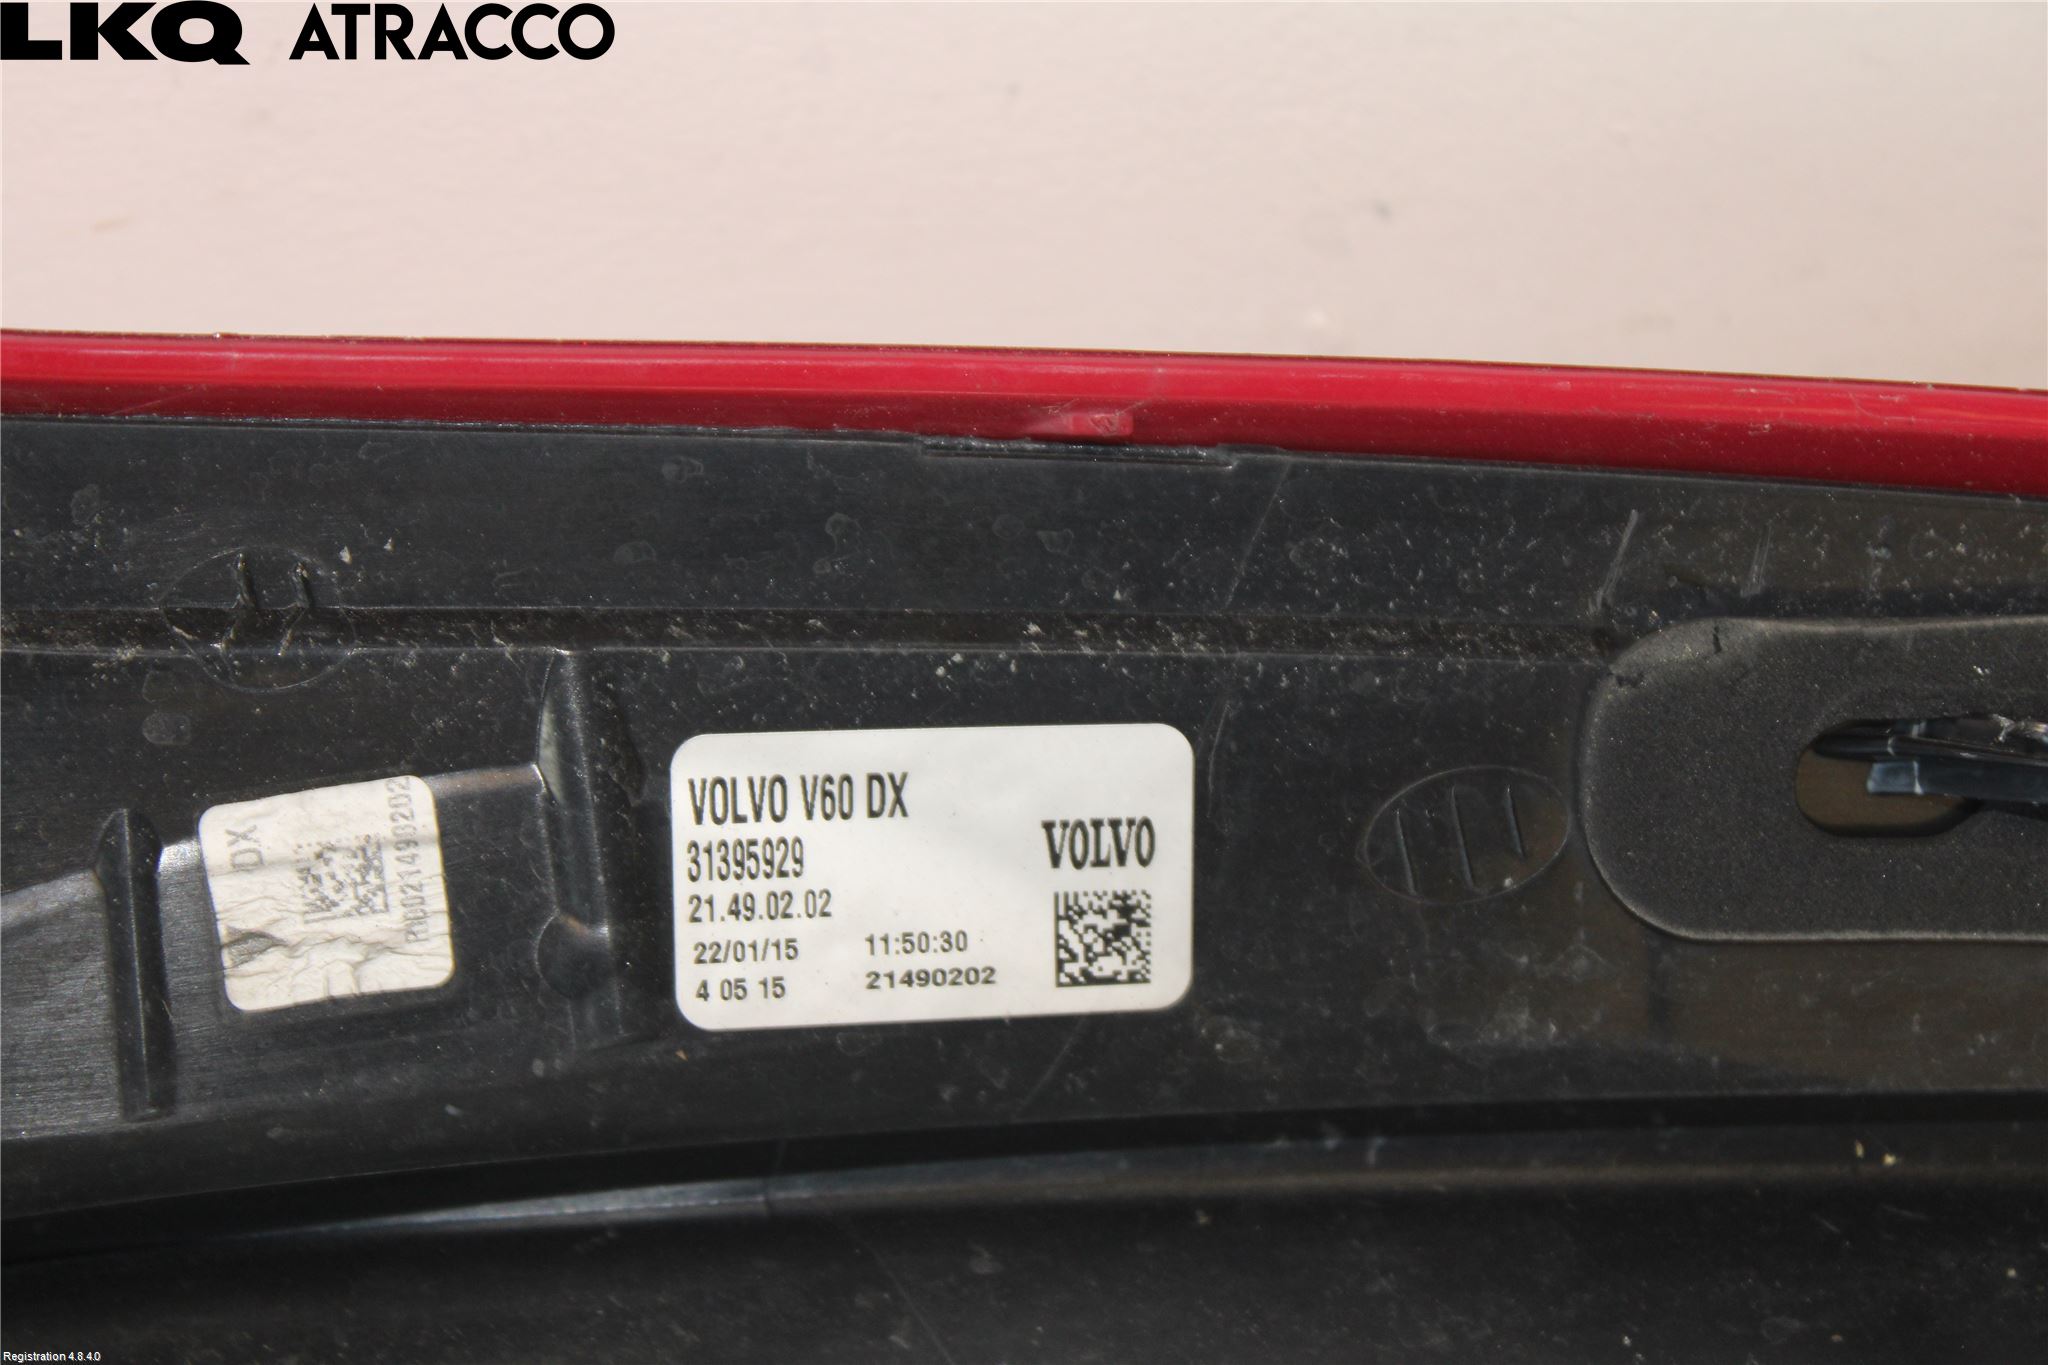 LKQ ATRACCO
VOLVO V60 DX
31395929
21.49.02.02
22/01/15 11:50:30
4 05 15 21490202
VOLVO
DX
R00021490202
Registration 4.8.4.0